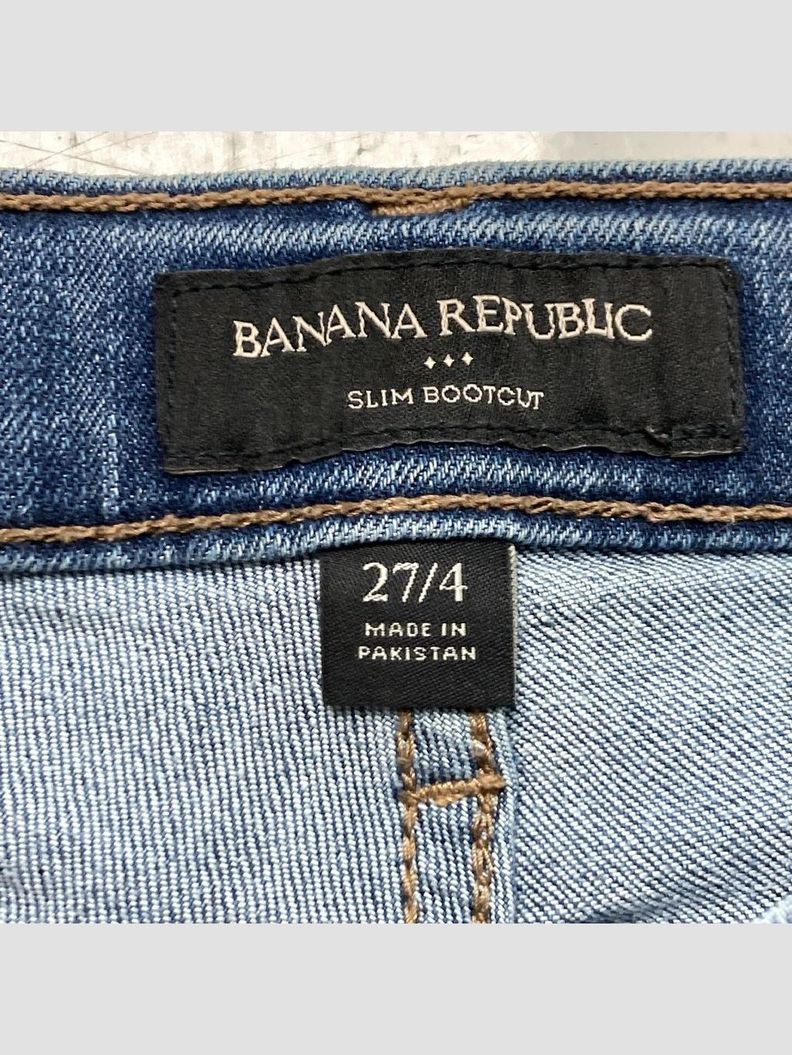 BANANA REPUBLIC
SLIM BOOTCUT
27/4
MADE IN
PAKISTAN